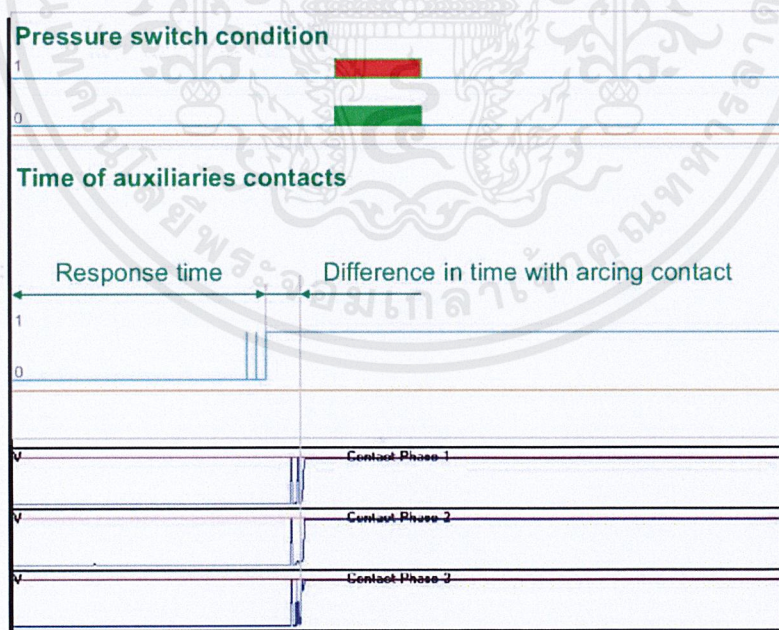 Pressure switch condition
1
0
Time of auxiliaries contacts
Response time
Difference in time with arcing contact
1
0
V
Contact Phase 1
V
Contact Phase 2
V
Contact Phase 3